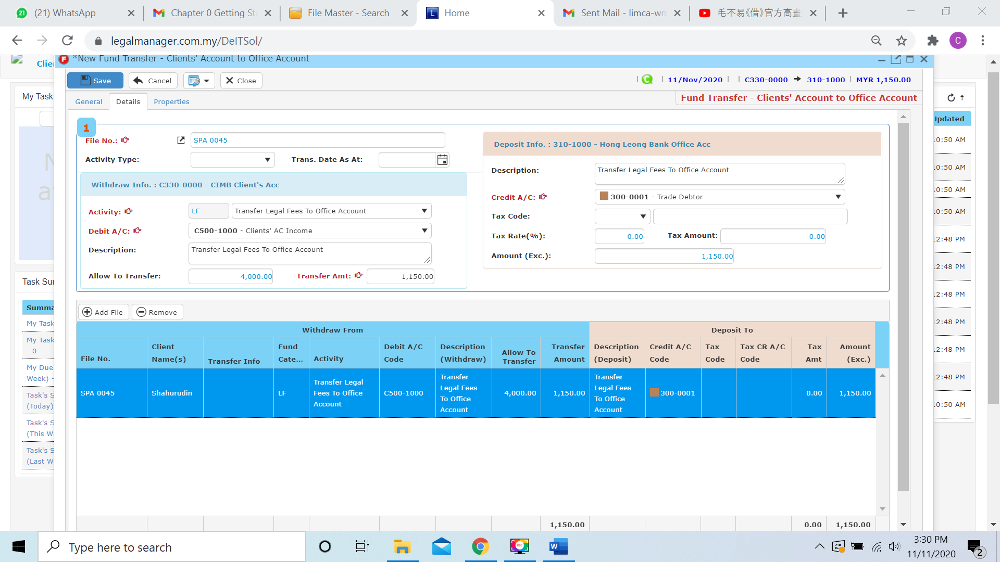 21
(21) WhatsApp
Chapter 0 Getting Sta
File Master - Search
L
Home
Sent Mail - limca-wm
毛不易《借》官方高畫
legalmanager.com.my/DeITSol/
C
Clie
F
*New Fund Transfer - Clients' Account to Office Account
Save
Cancel
Close
C
11/Nov/2020
C330-0000
310-1000
MYR 1,150.00
General
Details
Properties
Fund Transfer - Clients' Account to Office Account
My Task
Updated
1
File No.:
SPA 0045
Activity Type:
Trans. Date As At:
Withdraw Info. : C330-0000 - CIMB Client's Acc
Activity:
LF
Transfer Legal Fees To Office Account
Debit A/C:
C500-1000 - Clients' AC Income
Description:
Transfer Legal Fees To Office Account
Allow To Transfer:
4,000.00
Transfer Amt:
1,150.00
Deposit Info. : 310-1000 - Hong Leong Bank Office Acc
Description:
Transfer Legal Fees To Office Account
Credit A/C:
300-0001 - Trade Debtor
Tax Code:
Tax Rate(%):
0.00
Tax Amount:
0.00
Amount (Exc.):
1,150.00
10:50 AM
10:50 AM
10:50 AM
10:50 AM
12:48 PM
12:48 PM
12:48 PM
12:48 PM
12:48 PM
12:48 PM
10:50 AM
Task Sum
Summa
My Task
My Task
- 0
My Due
Week) -
Task's S
(Today)
Task's S
(This W
Task's S
(Last W
Add File
Remove
Withdraw From
Deposit To
File No.
Client
Name(s)
Transfer Info
Fund
Cate...
Activity
Debit A/C
Code
Description
(Withdraw)
Allow To
Transfer
Transfer
Amount
Description
(Deposit)
Credit A/C
Code
Tax
Code
Tax CR A/C
Code
Tax
Amt
Amount
(Exc.)
SPA 0045
Shahurudin
LF
Transfer Legal
Fees To Office
Account
C500-1000
Transfer
Legal Fees
To Office
Account
4,000.00
1,150.00
Transfer
Legal Fees
To Office
Account
300-0001
0.00
1,150.00
1,150.00
0.00
1,150.00
Type here to search
REC
W
3:30 PM
11/11/2020
2